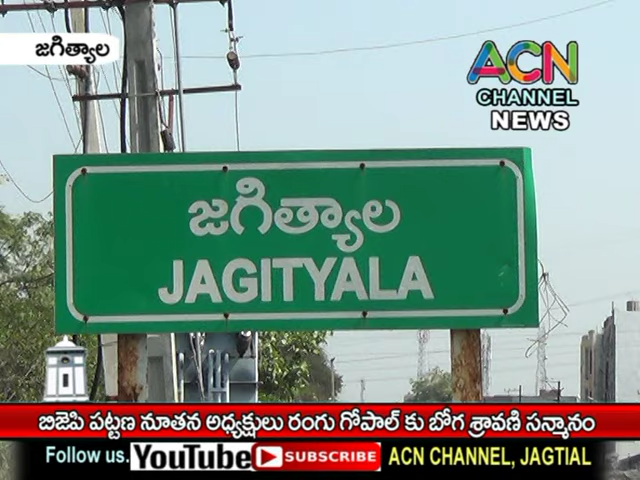 జగిత్యాల
ACN
CHANNEL
NEWS
జగిత్యాల
JAGITYALA
బిజెపి పట్టణ నూతన అధ్యక్షులు రంగు గోపాల్ కు బోగ శ్రావణి సన్మానం
Follow us. YouTube SUBSCRIBE ACN CHANNEL, JAGTIAL